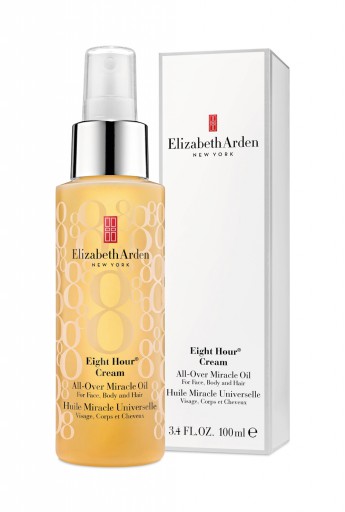 ElizabethArden
NEW YORK
Eight Hour®
Cream
All-Over Miracle Oil
For Face, Body and Hair
Huile Miracle Universelle
Visage, Corps et Cheveux
ElizabethArden
NEW YORK
Eight Hour®
Cream
All-Over Miracle Oil
For Face, Body and Hair
Huile Miracle Universelle
Visage, Corps et Cheveux
3.4 FL.OZ. 100ml ℮